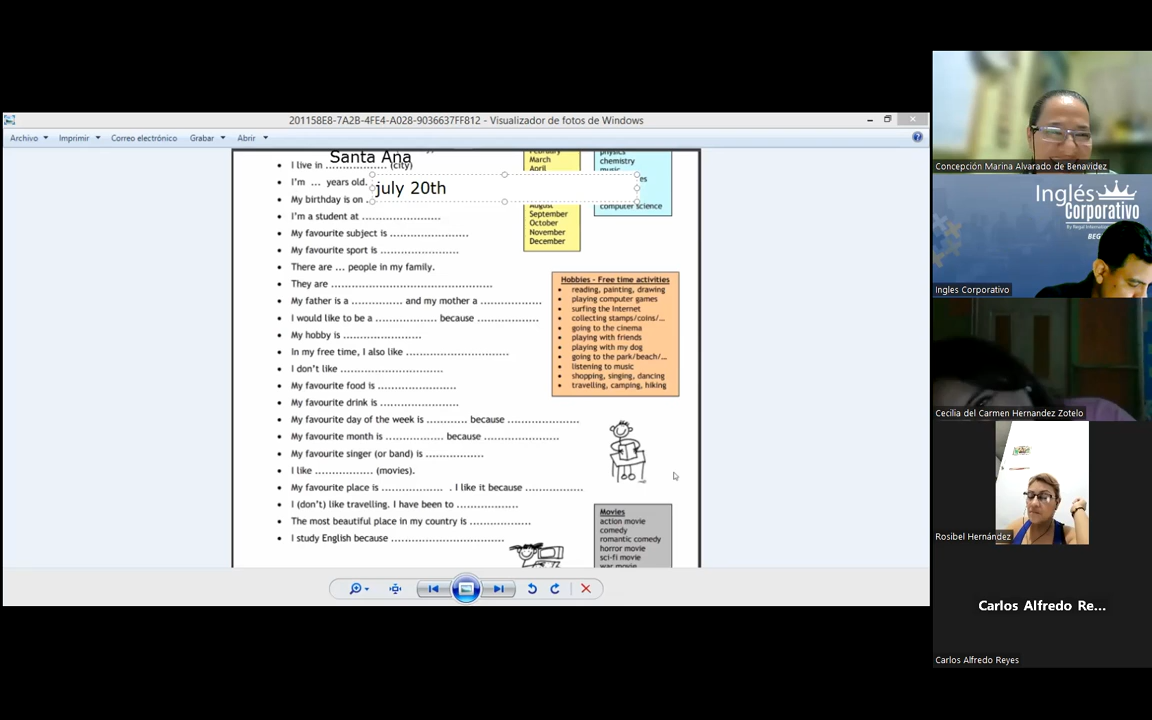 201158E8-7A2B-4FE4-A028-9036637FF812 - Visualizador de fotos de Windows
Archivo Imprimir Correo electrónico Grabar Abrir
Santa Ana
I live in .................... (city)
I'm ... years old.
july 20th
My birthday is on .
I'm a student at ..........................
My favourite subject is ..........................
My favourite sport is ..........................
There are ... people in my family.
They are ......................................................
My father is a ................. and my mother a ....................
I would like to be a ..................... because .....................
My hobby is ..........................
In my free time, I also like ...................................
I don't like ..................................
My favourite food is ..........................
My favourite drink is ..........................
My favourite day of the week is ............. because ........................
My favourite month is ................... because .........................
My favourite singer (or band) is ...................
I like ................... (movies).
My favourite place is ..................... . I like it because ...................
I (don't) like travelling. I have been to .....................
The most beautiful place in my country is .....................
I study English because ......................................
March
April
August
September
October
November
December
physics
chemistry
music
computer science
Hobbies - Free time activities
reading, painting, drawing
playing computer games
surfing the Internet
collecting stamps/coins/...
going to the cinema
playing with friends
playing with my dog
going to the park/beach/...
listening to music
shopping, singing, dancing
travelling, camping, hiking
Movies
action movie
comedy
romantic comedy
horror movie
sci-fi movie
war movie
Concepción Marina Alvarado de Benavidez
Inglés
Corporativo
By Regal International
BEG
Ingles Corporativo
Cecilia del Carmen Hernandez Zotelo
Rosibel Hernández
Carlos Alfredo Re...
Carlos Alfredo Reyes